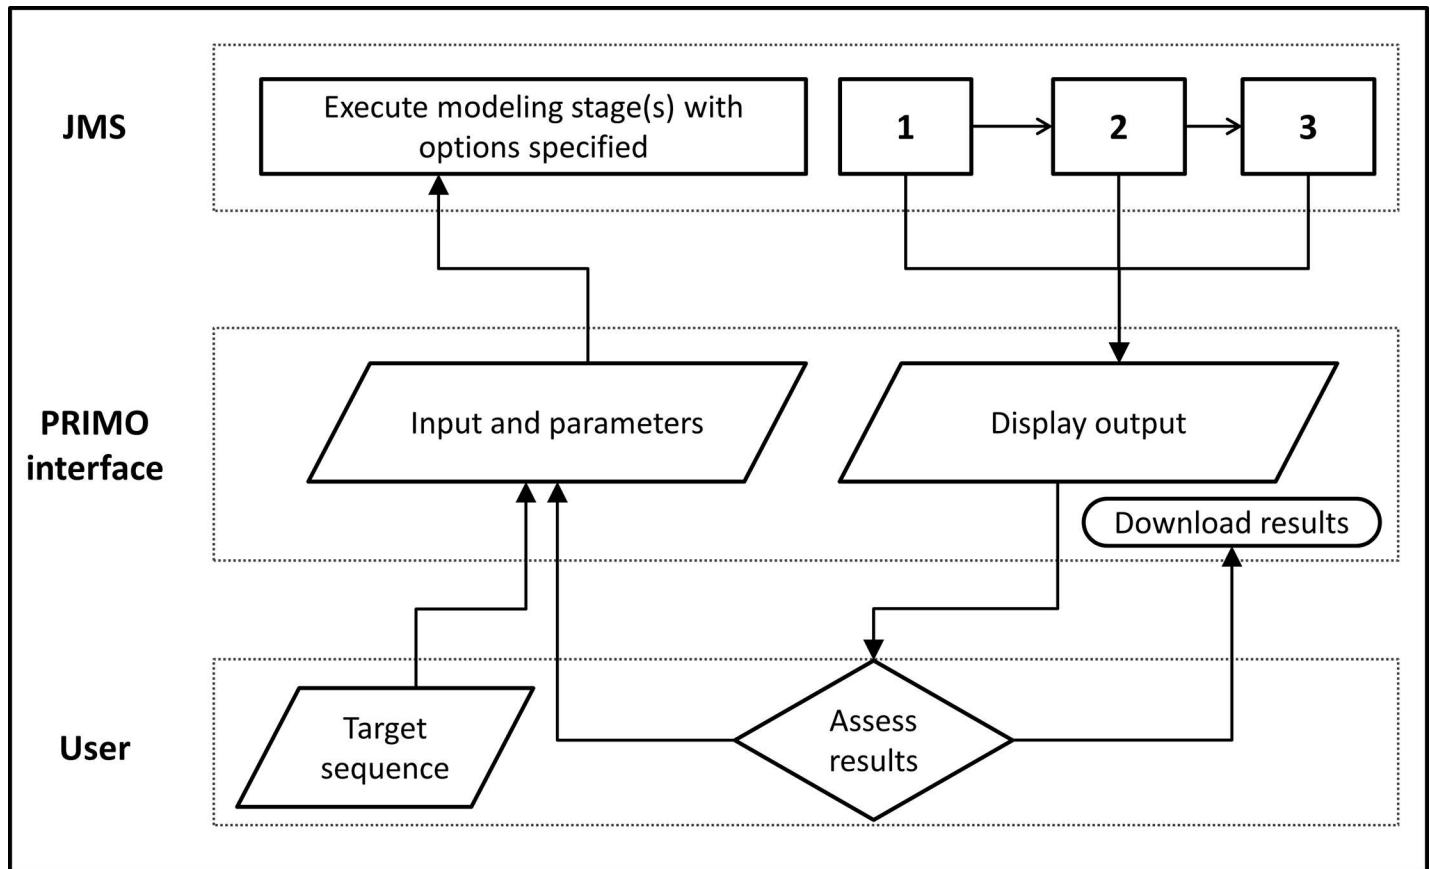 JMS
Execute modeling stage(s) with
options specified
1
2
3
PRIMO
interface
Input and parameters
Display output
Download results
User
Target
sequence
Assess
results